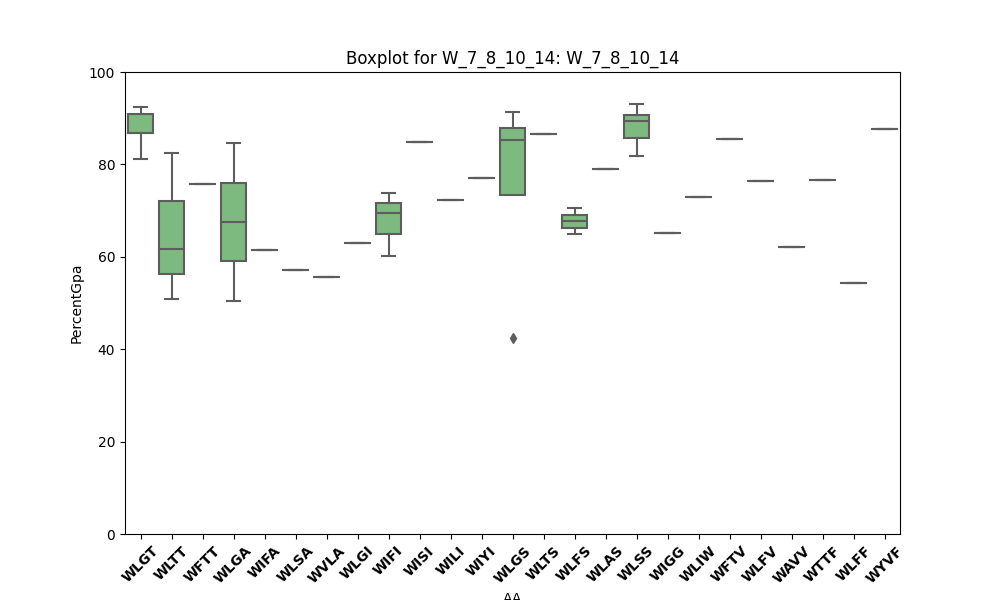 Boxplot for W_7_8_10_14: W_7_8_10_14
100
80
60
40
20
0
PercentGpa
WLGT
WLTT
WFTT
WLGA
WIFA
WLSA
WVLA
WLGI
WIFI
WISI
WILI
WIYI
WLGS
WLTS
WLFS
WLAS
WLSS
WIGG
WLIW
WFTV
WLFV
WAVV
WTTF
WLFF
WYVF
AA